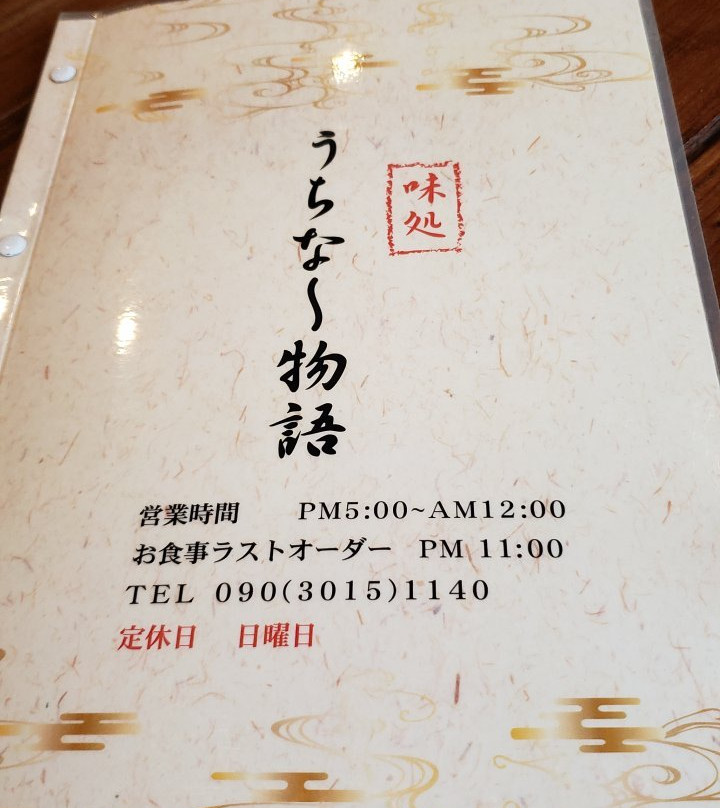 味処
うちな〜物語
営業時間 PM5:00~AM12:00
お食事ラストオーダー PM 11:00
TEL 090(3015)1140
定休日 日曜日